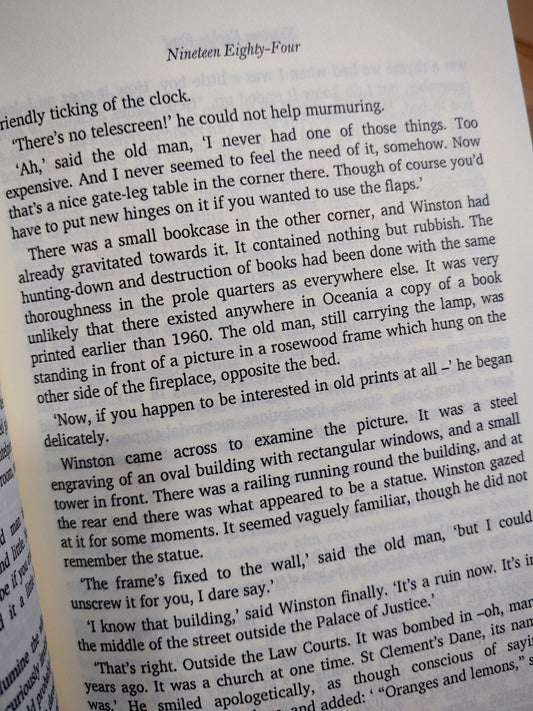 Nineteen Eighty-Four
riendly ticking of the clock.
'There's no telescreen!' he could not help murmuring.
'Ah,' said the old man, 'I never had one of those things. Too
expensive. And I never seemed to feel the need of it, somehow. Now
that's a nice gate-leg table in the corner there. Though of course you'd
have to put new hinges on it if you wanted to use the flaps.'
There was a small bookcase in the other corner, and Winston had
already gravitated towards it. It contained nothing but rubbish. The
hunting-down and destruction of books had been done with the same
thoroughness in the prole quarters as everywhere else. It was very
unlikely that there existed anywhere in Oceania a copy of a book
printed earlier than 1960. The old man, still carrying the lamp, was
standing in front of a picture in a rosewood frame which hung on the
other side of the fireplace, opposite the bed.
'Now, if you happen to be interested in old prints at all –' he began
delicately.
Winston came across to examine the picture. It was a steel
engraving of an oval building with rectangular windows, and a small
tower in front. There was a railing running round the building, and at
the rear end there was what appeared to be a statue. Winston gazed
at it for some moments. It seemed vaguely familiar, though he did not
remember the statue.
'The frame's fixed to the wall,' said the old man, 'but I could
unscrew it for you, I dare say.'
'I know that building,' said Winston finally. 'It's a ruin now. It's in
the middle of the street outside the Palace of Justice.'
'That's right. Outside the Law Courts. It was bombed in –oh, man
years ago. It was a church at one time. St Clement's Dane, its nam
was.' He smiled apologetically, as though conscious of sayin
and added: ' "Oranges and lemons," s